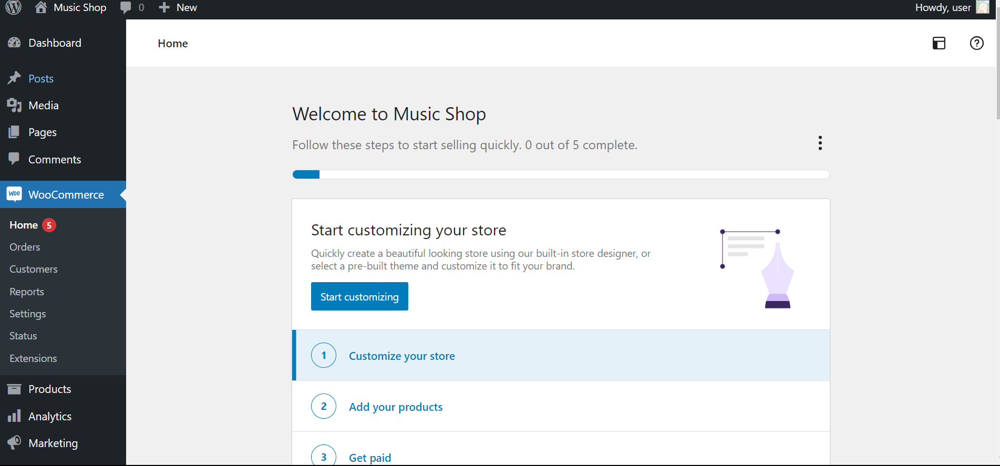 Music Shop
0
New
Howdy, user
Dashboard
Posts
Media
Pages
Comments
Woo WooCommerce
Home 5
Orders
Customers
Reports
Settings
Status
Extensions
Products
Analytics
Marketing
Home
Welcome to Music Shop
Follow these steps to start selling quickly. 0 out of 5 complete.
Start customizing your store
Quickly create a beautiful looking store using our built-in store designer, or
select a pre-built theme and customize it to fit your brand.
Start customizing
1 Customize your store
2 Add your products
3 Get paid